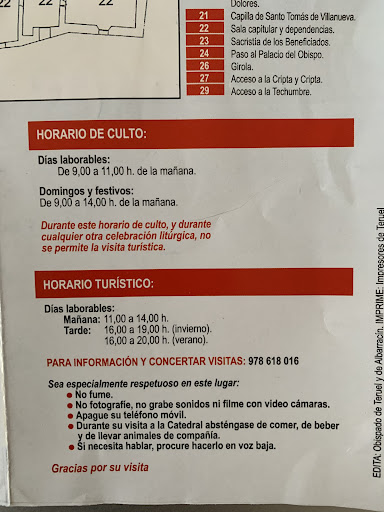 22
22
22
Dolores.
21 Capilla de Santo Tomás de Villanueva.
22 Sala capitular y dependencias.
23 Sacristía de los Beneficiados.
24 Paso al Palacio del Obispo.
26 Girola.
27 Acceso a la Cripta y Cripta.
29 Acceso a la Techumbre.
HORARIO DE CULTO:
Días laborables:
De 9,00 a 11,00 h. de la mañana.
Domingos y festivos:
De 9,00 a 14,00 h. de la mañana.
Durante este horario de culto, y durante
cualquier otra celebración litúrgica, no
se permite la visita turística.
HORARIO TURÍSTICO:
Días laborables:
Mañana: 11,00 a 14,00 h.
Tarde: 16,00 a 19,00 h. (invierno).
16,00 a 20,00 h. (verano).
PARA INFORMACIÓN Y CONCERTAR VISITAS: 978 618 016
Sea especialmente respetuoso en este lugar:
● No fume.
● No fotografíe, no grabe sonidos ni filme con video cámaras.
● Apague su teléfono móvil.
● Durante su visita a la Catedral absténgase de comer, de beber
y de llevar animales de compañía.
● Si necesita hablar, procure hacerlo en voz baja.
Gracias por su visita
EDITA: Obispado de Teruel y de Albarracín. IMPRIME: Impresores de Teruel